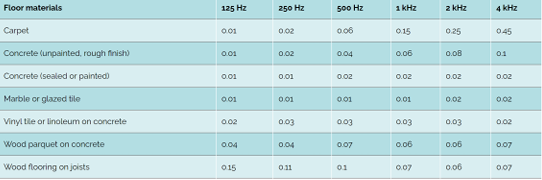 Floor materials 125 Hz 250 Hz 500 Hz 1 kHz 2 kHz 4 kHz
Carpet 0.01 0.02 0.06 0.15 0.25 0.45
Concrete (unpainted, rough finish) 0.01 0.02 0.04 0.06 0.08 0.1
Concrete (sealed or painted) 0.01 0.01 0.02 0.02 0.02 0.02
Marble or glazed tile 0.01 0.01 0.01 0.01 0.02 0.02
Vinyl tile or linoleum on concrete 0.02 0.03 0.03 0.03 0.03 0.02
Wood parquet on concrete 0.04 0.04 0.07 0.06 0.06 0.07
Wood flooring on joists 0.15 0.11 0.1 0.07 0.06 0.07